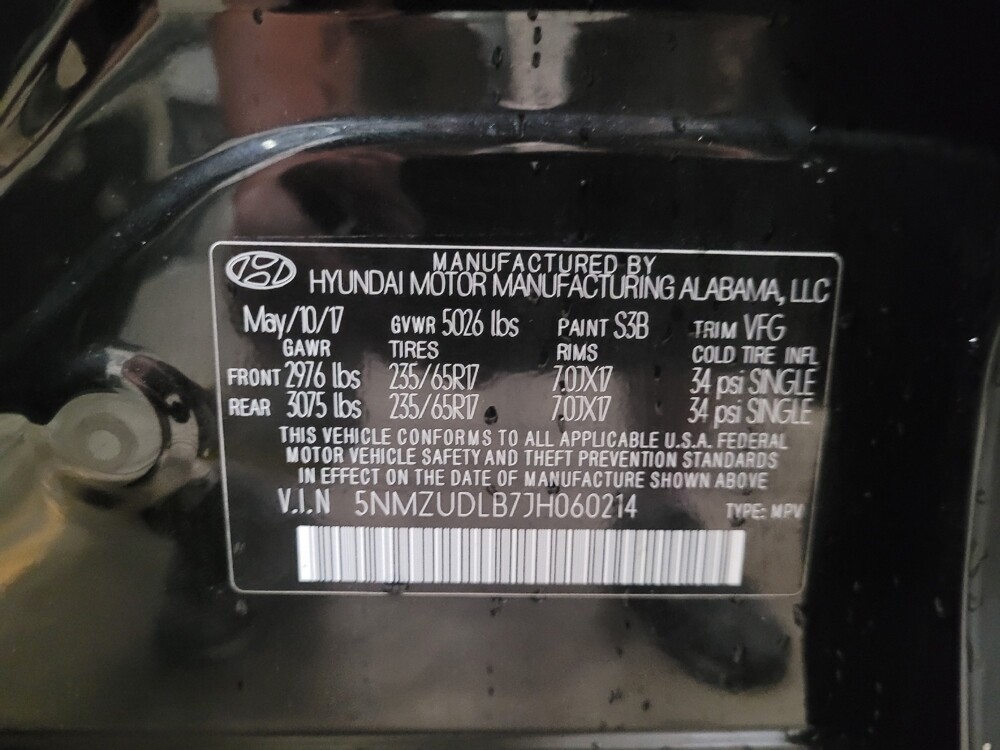 MANUFACTURED BY
HYUNDAI MOTOR MANUFACTURING ALABAMA, LLC
May/10/17 GVWR 5026 lbs PAINT S3B TRIM VFG
GAWR TIRES RIMS COLD TIRE INFL
FRONT 2976 lbs 235/65R17 7.0JX17 34 psi SINGLE
REAR 3075 lbs 235/65R17 7.0JX17 34 psi SINGLE
THIS VEHICLE CONFORMS TO ALL APPLICABLE U.S.A. FEDERAL
MOTOR VEHICLE SAFETY AND THEFT PREVENTION STANDARDS
IN EFFECT ON THE DATE OF MANUFACTURE SHOWN ABOVE
V.I.N 5NMZUDLB7JH060214 TYPE: MPV